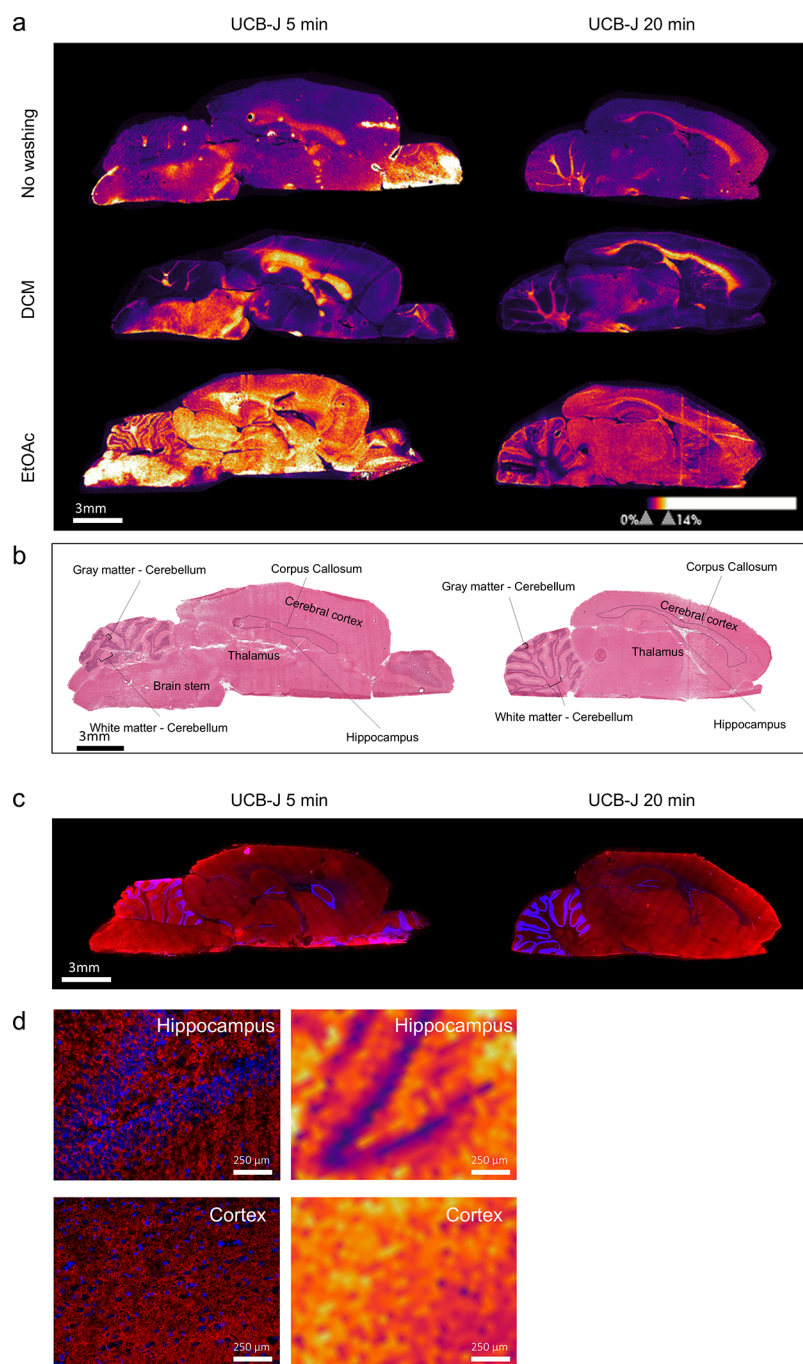 a
UCB-J 5 min
UCB-J 20 min
No washing
DCM
EtOAc
3mm
0%
14%
b
Gray matter - Cerebellum
Corpus Callosum
Cerebral cortex
Thalamus
Brain stem
White matter - Cerebellum
3mm
Hippocampus
Gray matter - Cerebellum
Corpus Callosum
Cerebral cortex
Thalamus
White matter - Cerebellum
Hippocampus
c
UCB-J 5 min
UCB-J 20 min
3mm
d
Hippocampus
250 µm
Hippocampus
250 µm
Cortex
250 µm
Cortex
250 µm